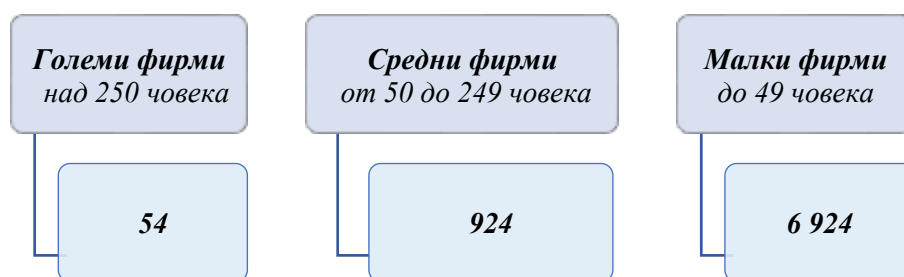 Големи фирми
над 250 човека
54
Средни фирми
от 50 до 249 човека
924
Малки фирми
до 49 човека
6 924